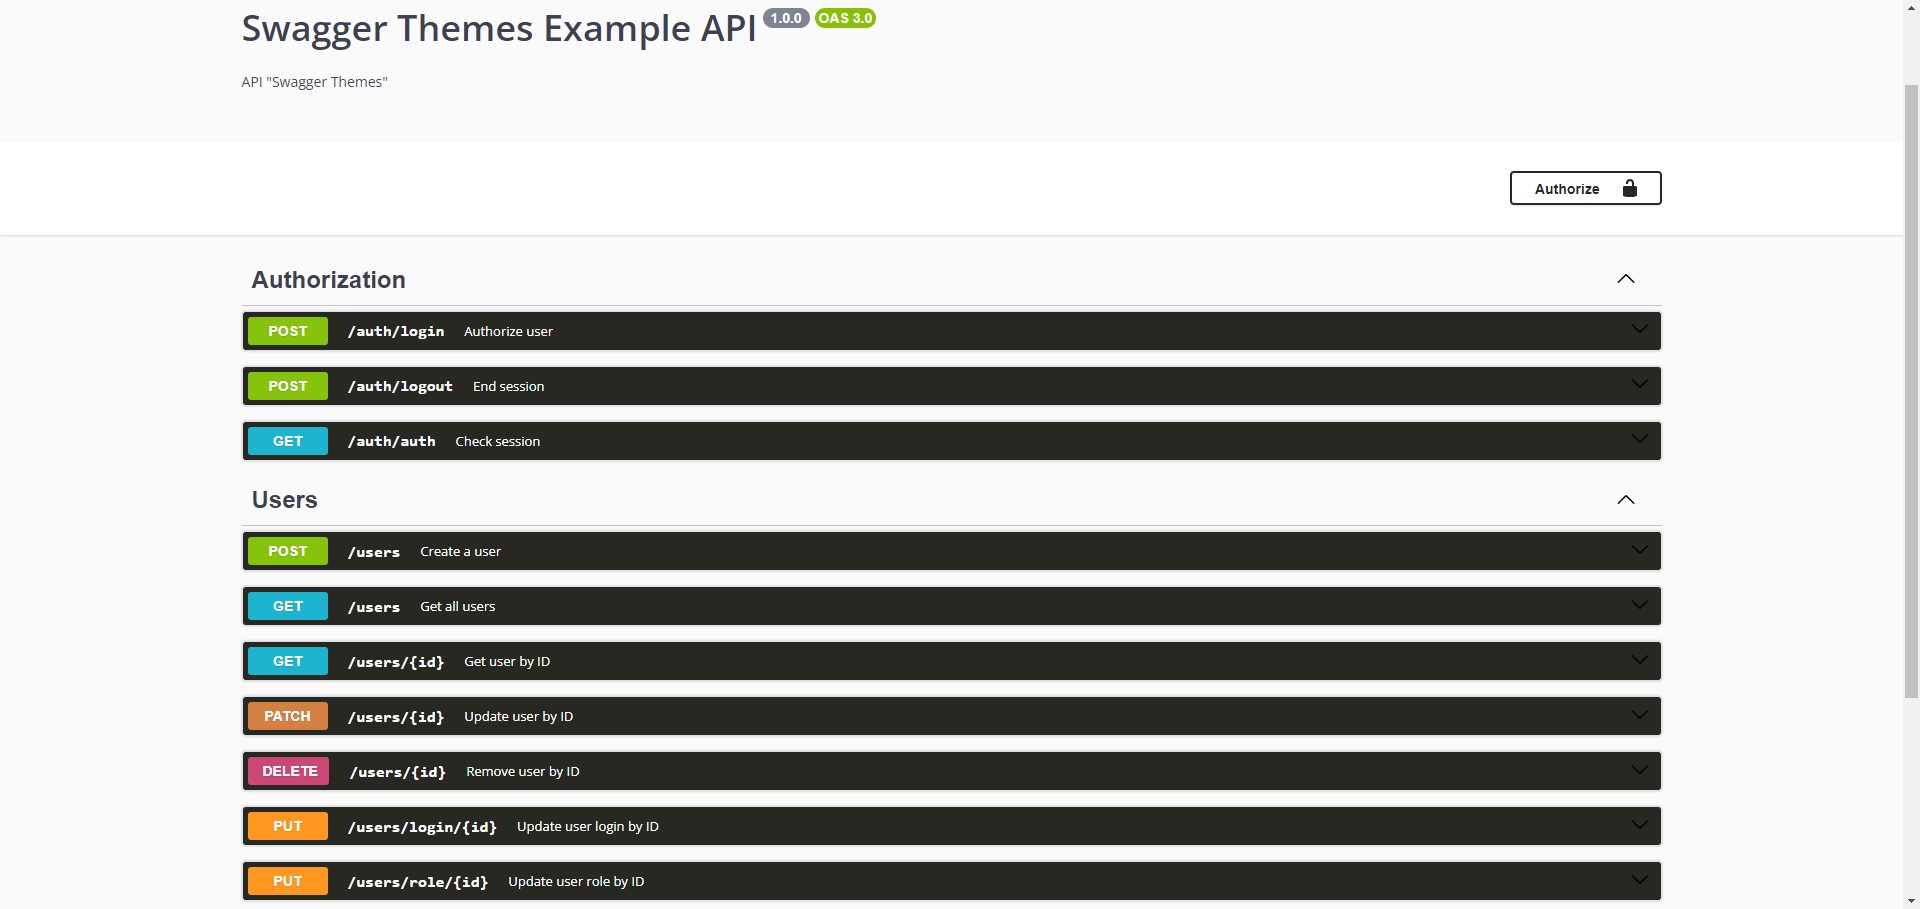 Swagger Themes Example API 1.0.0 OAS 3.0
API "Swagger Themes"
Authorize
Authorization
POST /auth/login Authorize user
POST /auth/logout End session
GET /auth/auth Check session
Users
POST /users Create a user
GET /users Get all users
GET /users/{id} Get user by ID
PATCH /users/{id} Update user by ID
DELETE /users/{id} Remove user by ID
PUT /users/login/{id} Update user login by ID
PUT /users/role/{id} Update user role by ID